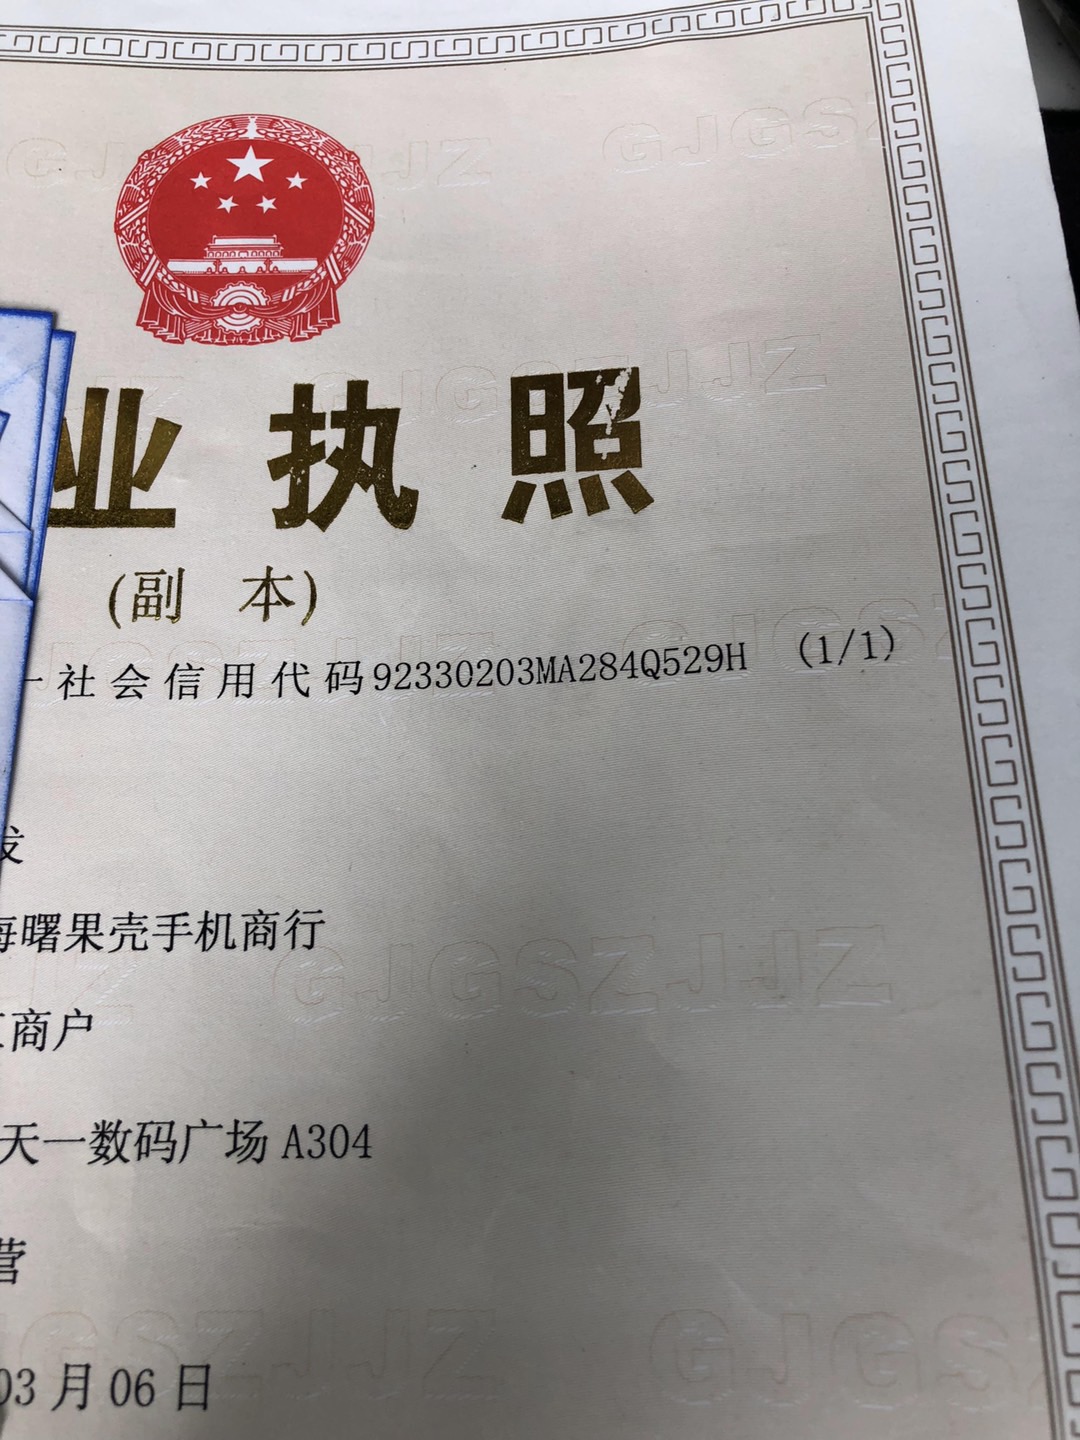 业执照
(副 本)
社会信用代码92330203MA284Q529H (1/1)
发
海曙果壳手机商行
商户
天一数码广场 A304
营
03 月 06 日
GJGSZJJZ